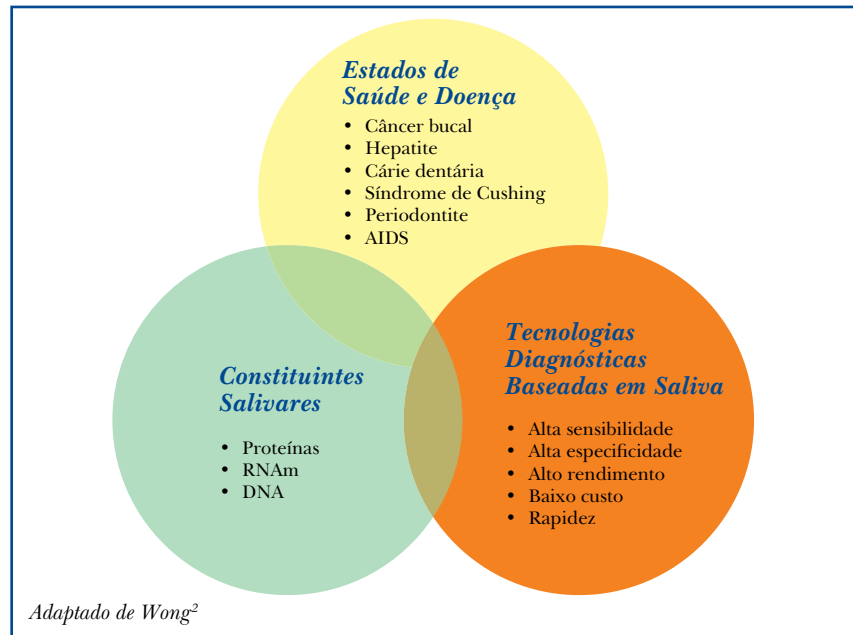 Estados de
Saúde e Doença
• Câncer bucal
• Hepatite
• Cárie dentária
• Síndrome de Cushing
• Periodontite
• AIDS
Constituintes
Salivares
• Proteínas
• RNAm
• DNA
Tecnologias
Diagnósticas
Baseadas em Saliva
• Alta sensibilidade
• Alta especificidade
• Alto rendimento
• Baixo custo
• Rapidez
Adaptado de Wong²